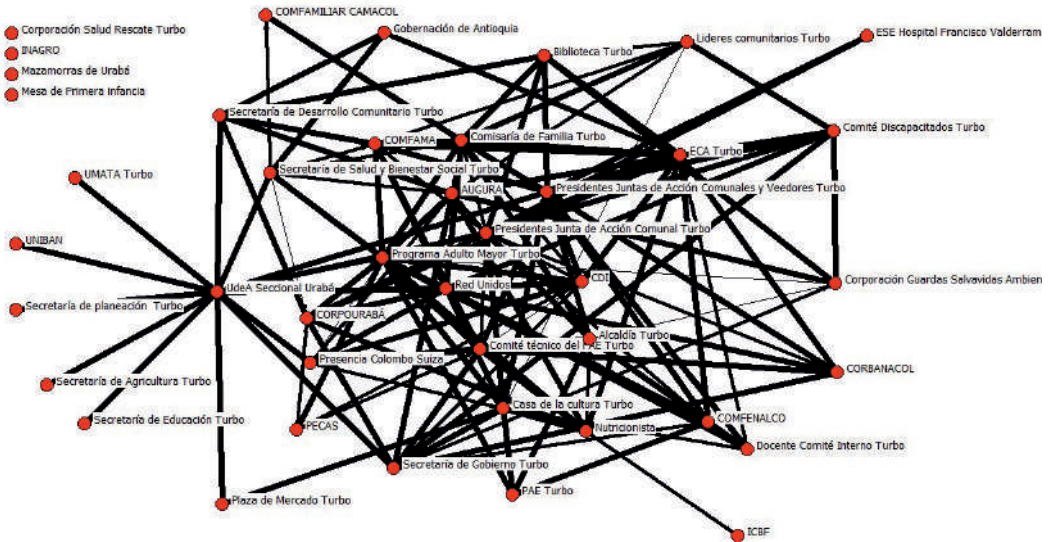 COMFAMILIAR CAMACOL
Corporación Salud Rescate Turbo
Gobernación de Antioquia
ESE Hospital Francisco Valderram
Lideres comunitarios Turbo
INAGRO
Biblioteca Turbo
Mazamorras de Urabá
Mesa de Primera Infancia
Secretaría de Desarrollo Comunitario Turbo
Comité Discapacitados Turbo
Comisaría de Familia Turbo
COMFAMA
ECA Turbo
Secretaría de Salud y Bienestar Social Turbo
UMATA Turbo
AUGURA
Presidentes Juntas de Acción Comunales y Veedores Turbo
Presidentes Junta de Acción Comunal Turbo
UNIBAN
Programa Adulto Mayor Turbo
CDI
Corporación Guardas Salvavidas Ambien
UdeA Seccional Urabá
Red Unidos
Secretaría de planeación Turbo
CORPOURABÁ
Alcaldía Turbo
Comité técnico del PAE Turbo
Presencia Colombo Suiza
CORBANACOL
Secretaría de Agricultura Turbo
Casa de la cultura Turbo
Secretaría de Educación Turbo
PECAS
Nutricionista
COMFENALCO
Docente Comité Interno Turbo
Secretaría de Gobierno Turbo
PAE Turbo
Plaza de Mercado Turbo
ICBF